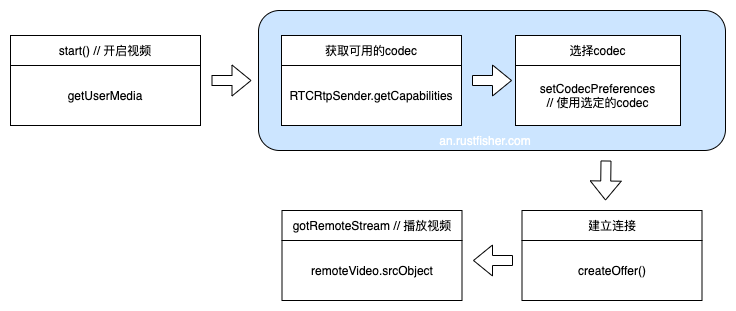 start() // 开启视频
getUserMedia
获取可用的codec
RTCRtpSender.getCapabilities
选择codec
setCodecPreferences
// 使用选定的codec
an.rustfisher.com
建立连接
createOffer()
gotRemoteStream // 播放视频
remoteVideo.srcObject